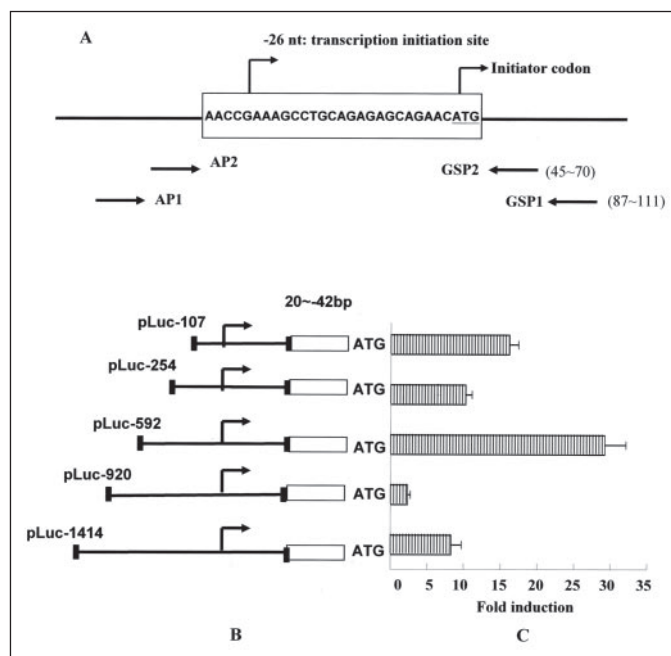 A
-26 nt: transcription initiation site
Initiator codon
AACCGAAAGCCTGCAGAGAGCAGAACATG
AP2
GSP2
(45~70)
AP1
GSP1
(87~111)
20~-42bp
pLuc-107
ATG
pLuc-254
ATG
pLuc-592
ATG
pLuc-920
ATG
pLuc-1414
ATG
0 5 10 15 20 25 30 35
Fold induction
B
C